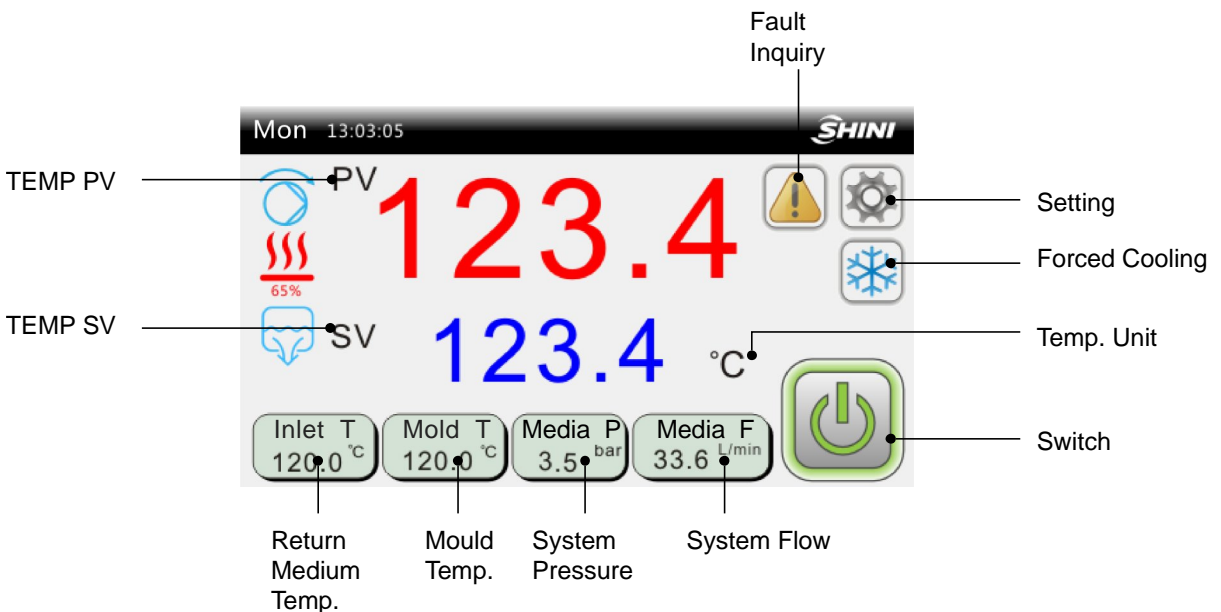 Fault
Inquiry
Mon 13:03:05
SHINI
TEMP PV
PV
123.4
Setting
Forced Cooling
65%
TEMP SV
SV
123.4
°C
Temp. Unit
Switch
Inlet T
120.0 °C
Mold T
120.0 °C
Media P
3.5 bar
Media F
33.6 L/min
Return
Medium
Temp.
Mould
Temp.
System
Pressure
System Flow